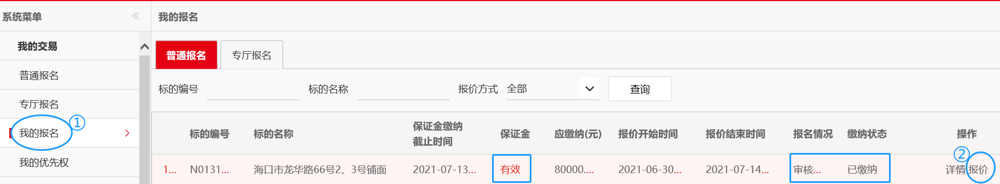 系统菜单
我的报名
我的交易
普通报名
专厅报名
普通报名
标的编号
标的名称
报价方式 全部
查询
专厅报名
我的报名
①
标的编号
标的名称
保证金缴纳
截止时间
保证金
应缴纳(元)
报价开始时间
报价结束时间
报名情况
缴纳状态
操作
我的优先权
1...
N0131...
海口市龙华路66号2、3号铺面
2021-07-13...
有效
80000....
2021-06-30...
2021-07-14...
审核...
已缴纳
②
详情 报价